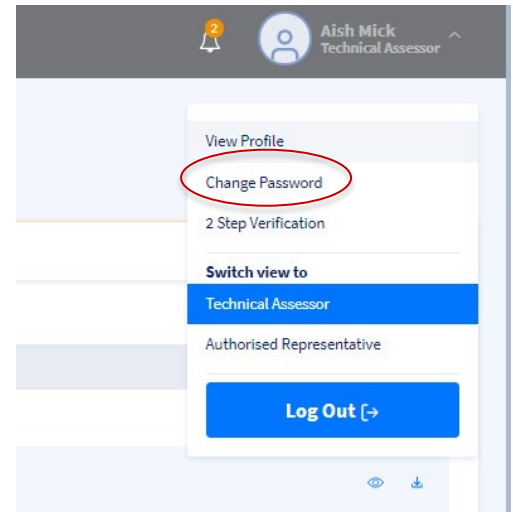 2
Aish Mick
Technical Assessor
View Profile
Change Password
2 Step Verification
Switch view to
Technical Assessor
Authorised Representative
Log Out